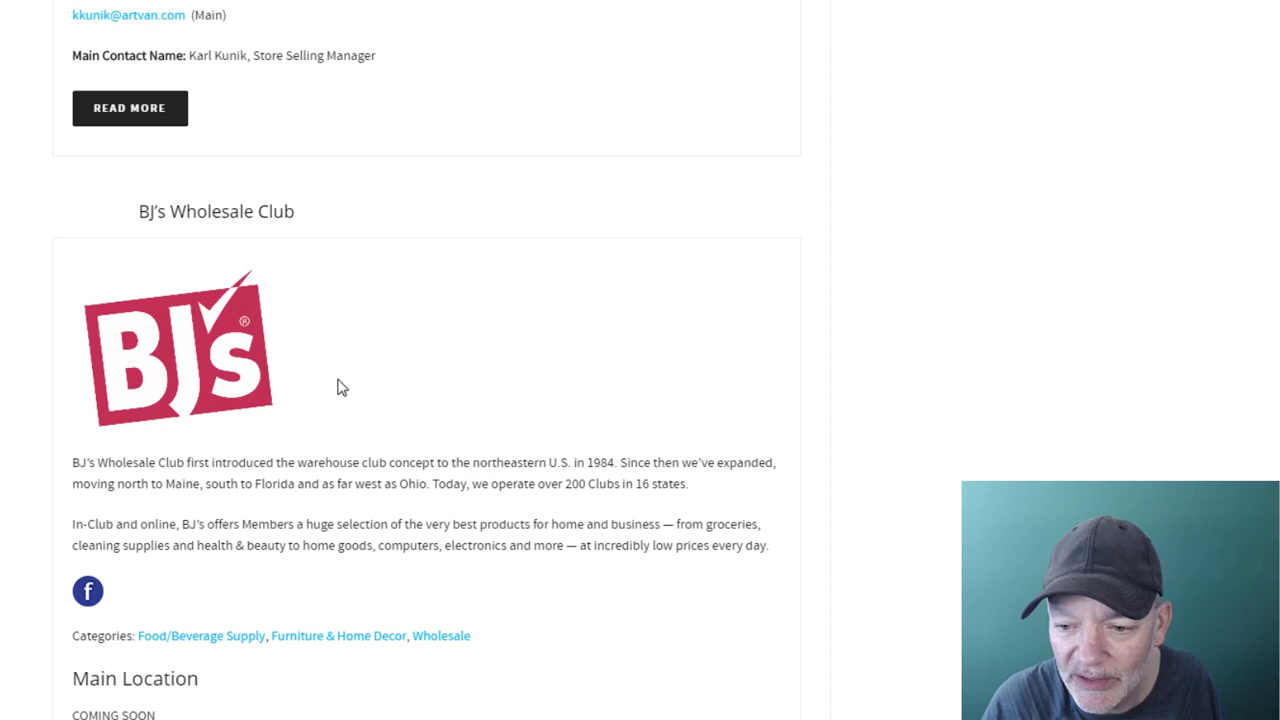 kkunik@artvan.com (Main)
Main Contact Name: Karl Kunik, Store Selling Manager
READ MORE
BJ's Wholesale Club
BJ's ®
BJ's Wholesale Club first introduced the warehouse club concept to the northeastern U.S. in 1984. Since then we've expanded,
moving north to Maine, south to Florida and as far west as Ohio. Today, we operate over 200 Clubs in 16 states.
In-Club and online, BJ's offers Members a huge selection of the very best products for home and business — from groceries,
cleaning supplies and health & beauty to home goods, computers, electronics and more — at incredibly low prices every day.
f
Categories: Food/Beverage Supply, Furniture & Home Decor, Wholesale
Main Location
COMING SOON